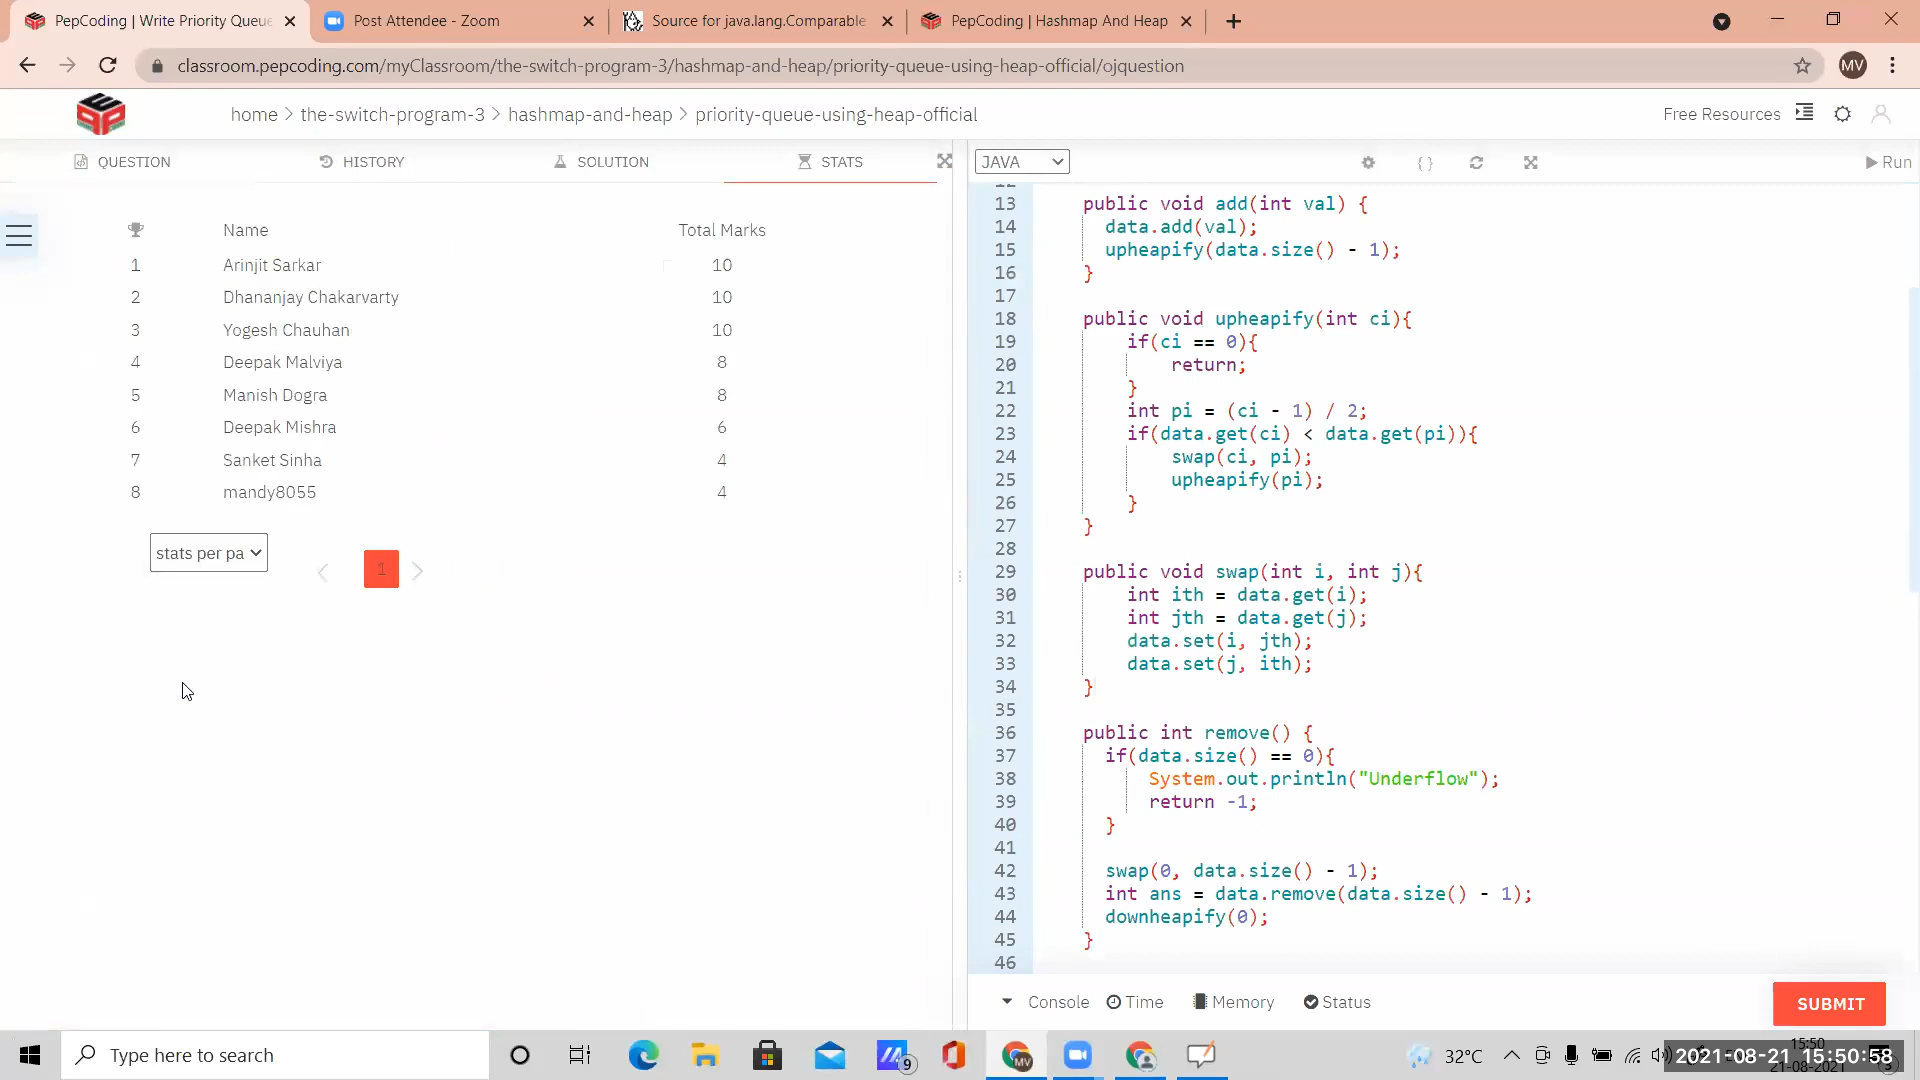 PepCoding | Write Priority Queue
Post Attendee - Zoom
Source for java.lang.Comparable
PepCoding | Hashmap And Heap
classroom.pepcoding.com/myClassroom/the-switch-program-3/hashmap-and-heap/priority-queue-using-heap-official/ojquestion
MV
home > the-switch-program-3 > hashmap-and-heap > priority-queue-using-heap-official
Free Resources
QUESTION HISTORY SOLUTION STATS
JAVA
Run
Name Total Marks
1 Arinjit Sarkar 10
2 Dhananjay Chakarvarty 10
3 Yogesh Chauhan 10
4 Deepak Malviya 8
5 Manish Dogra 8
6 Deepak Mishra 6
7 Sanket Sinha 4
8 mandy8055 4
stats per pa
1
12
13 public void add(int val) {
14 data.add(val);
15 upheapify(data.size() - 1);
16 }
17
18 public void upheapify(int ci){
19 if(ci == 0){
20 return;
21 }
22 int pi = (ci - 1) / 2;
23 if(data.get(ci) < data.get(pi)){
24 swap(ci, pi);
25 upheapify(pi);
26 }
27 }
28
29 public void swap(int i, int j){
30 int ith = data.get(i);
31 int jth = data.get(j);
32 data.set(i, jth);
33 data.set(j, ith);
34 }
35
36 public int remove() {
37 if(data.size() == 0){
38 System.out.println("Underflow");
39 return -1;
40 }
41
42 swap(0, data.size() - 1);
43 int ans = data.remove(data.size() - 1);
44 downheapify(0);
45 }
46
Console Time Memory Status
SUBMIT
Type here to search
9
MV
32°C
15:50
2021-08-21 15:50:58